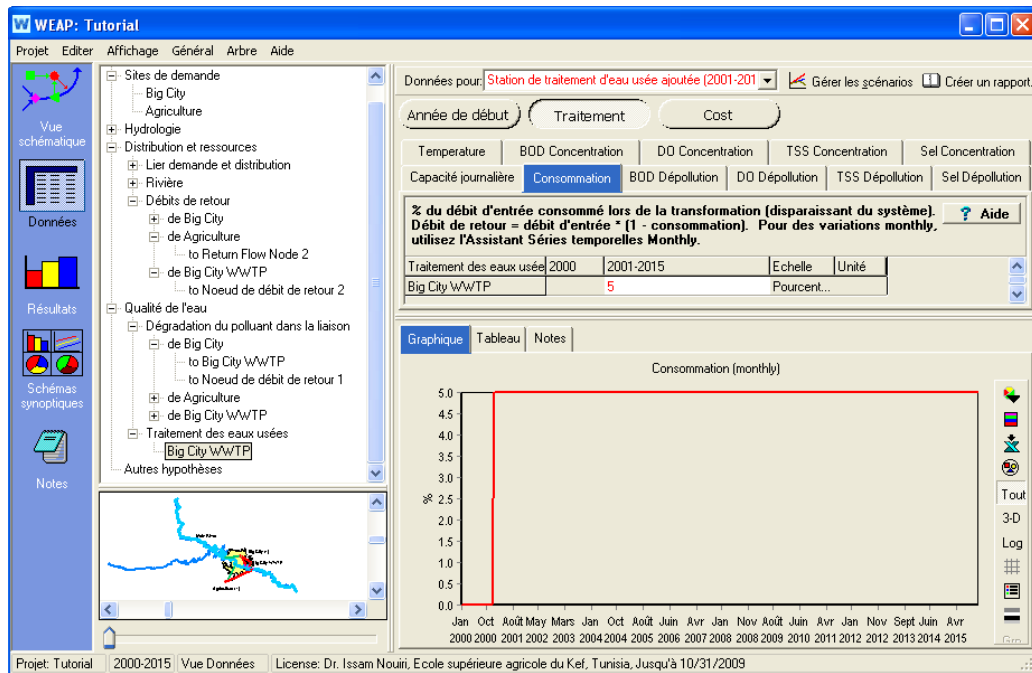 WEAP: Tutorial
Projet Editer Affichage Général Arbre Aide
Vue
schématique
Données
Résultats
Schémas
synoptiques
Notes
Sites de demande
Big City
Agriculture
Hydrologie
Distribution et ressources
Lier demande et distribution
Rivière
Débits de retour
de Big City
de Agriculture
to Return Flow Node 2
de Big City WWTP
to Noeud de débit de retour 2
Qualité de l'eau
Dégradation du polluant dans la liaison
de Big City
to Big City WWTP
to Noeud de débit de retour 1
de Agriculture
de Big City WWTP
Traitement des eaux usées
Big City WWTP
Autres hypothèses
Données pour: Station de traitement d'eau usée ajoutée (2001-201 Gérer les scénarios Créer un rapport.
Année de début Traitement Cost
Temperature BOD Concentration DO Concentration TSS Concentration Sel Concentration
Capacité journalière Consommation BOD Dépollution DO Dépollution TSS Dépollution Sel Dépollution
% du débit d'entrée consommé lors de la transformation (disparaissant du système).
Débit de retour = débit d'entrée * (1 - consommation). Pour des variations monthly,
utilisez l'Assistant Séries temporelles Monthly.
? Aide
Traitement des eaux usée 2000 2001-2015 Echelle Unité
Big City WWTP 5 Pourcent...
Graphique Tableau Notes
Consommation (monthly)
5.0
4.5
4.0
3.5
3.0
2.5
2.0
1.5
1.0
0.5
0.0
%
Jan Oct Août May Mars Jan Oct Août Juin Avr Jan Nov Août Juin Avr Jan Nov Sept Juin Avr
2000 2000 2001 2002 2003 2004 2004 2005 2006 2007 2008 2008 2009 2010 2011 2012 2012 2013 2014 2015
Tout
3-D
Log
Grp
Projet: Tutorial 2000-2015 Vue Données License: Dr. Issam Nouiri, Ecole supérieure agricole du Kef, Tunisia, Jusqu'à 10/31/2009